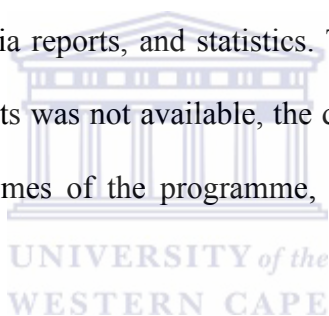 ia reports, and statistics. T
ts was not available, the c
mes of the programme,
UNIVERSITY of the
WESTERN CAPE